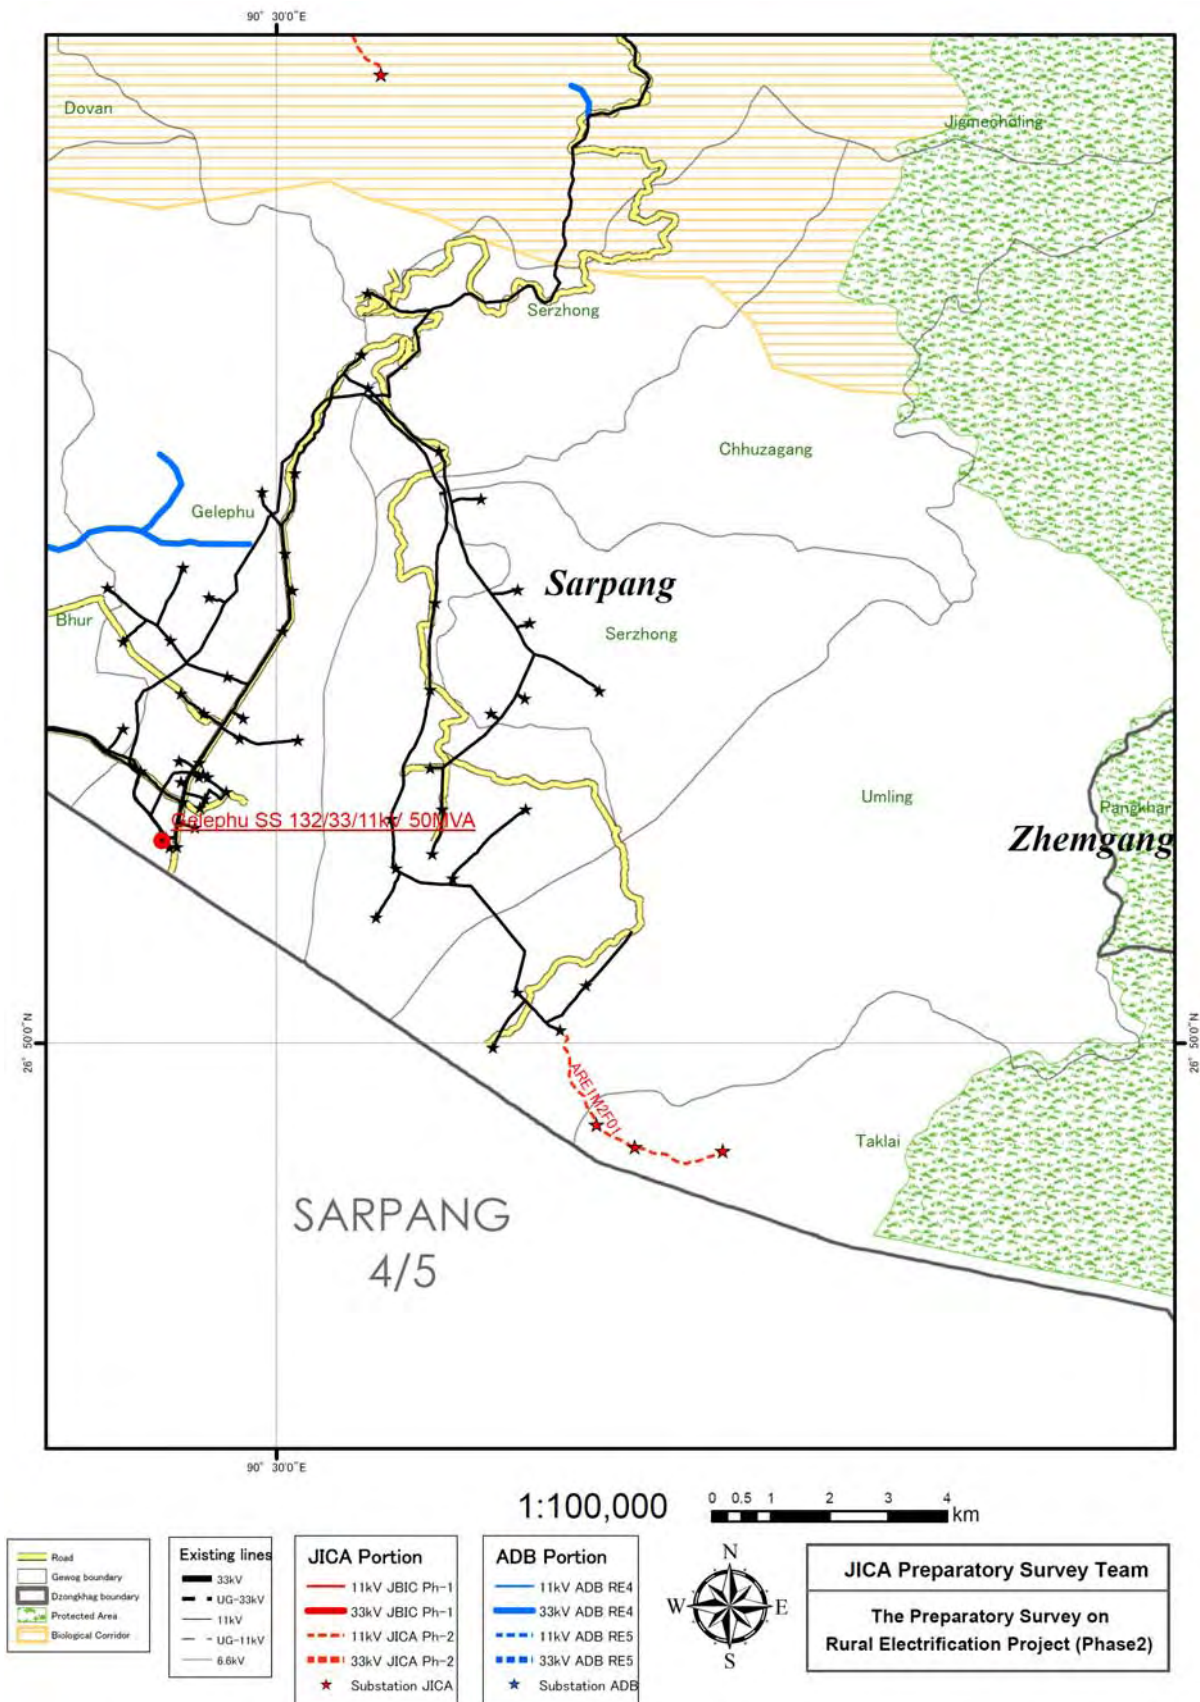 90° 30'0"E
Dovan
Jigmecholing
Serzhong
Chhuzagang
Gelephu
Sarpang
Bhur
Serzhong
Umling
Pangkhar
Gelephu SS 132/33/11kV 50MVA
Zhemgang
26° 50'0"N
26° 50'0"N
ARE1M2F01
Taklai
SARPANG
4/5
90° 30'0"E
1:100,000
0 0.5 1 2 3 4
km
Road
Gewog boundary
Dzongkhag boundary
Protected Area
Biological Corridor
Existing lines
33kV
UG-33kV
11kV
UG-11kV
6.6kV
JICA Portion
11kV JBIC Ph-1
33kV JBIC Ph-1
11kV JICA Ph-2
33kV JICA Ph-2
Substation JICA
ADB Portion
11kV ADB RE4
33kV ADB RE4
11kV ADB RE5
33kV ADB RE5
Substation ADB
N
W E
S
JICA Preparatory Survey Team
The Preparatory Survey on
Rural Electrification Project (Phase2)